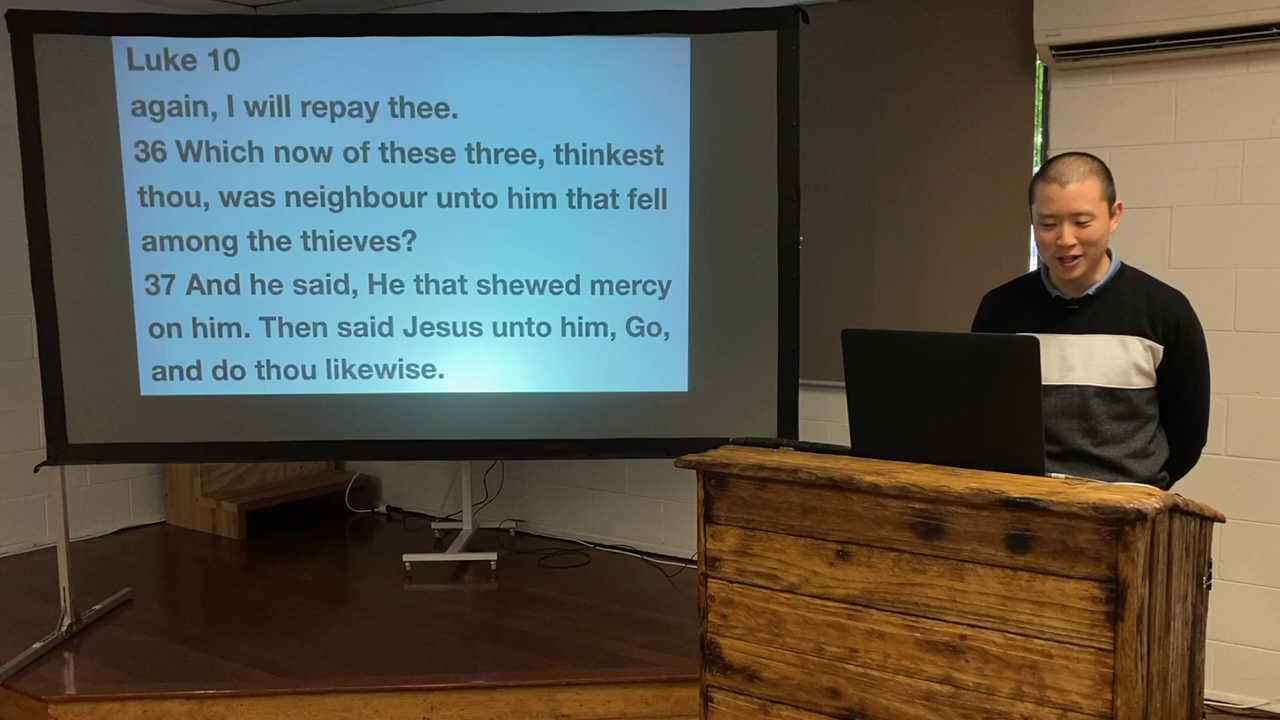 Luke 10
again, I will repay thee.
36 Which now of these three, thinkest
thou, was neighbour unto him that fell
among the thieves?
37 And he said, He that shewed mercy
on him. Then said Jesus unto him, Go,
and do thou likewise.